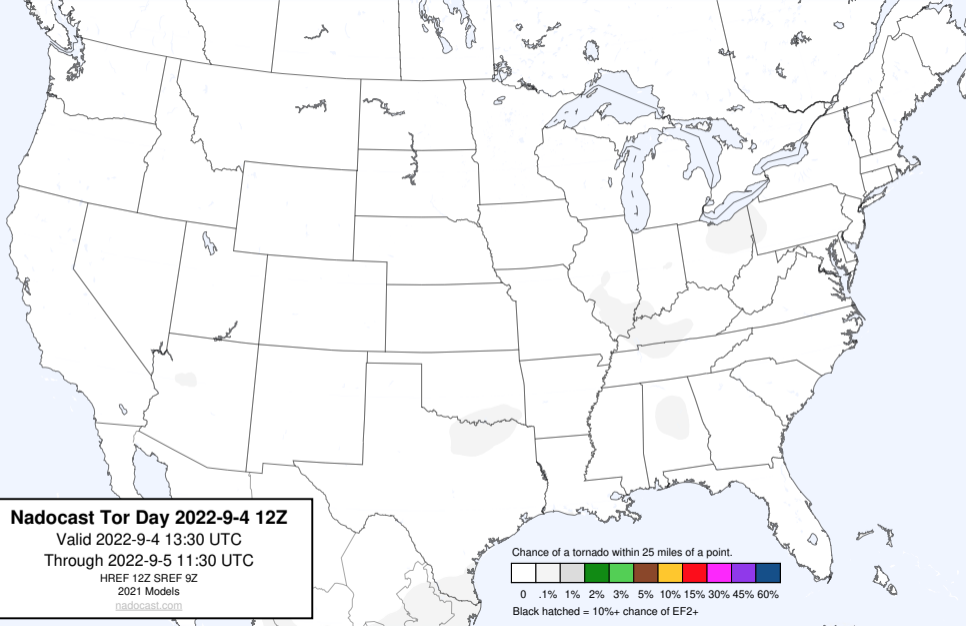 Nadocast Tor Day 2022-9-4 12Z
Valid 2022-9-4 13:30 UTC
Through 2022-9-5 11:30 UTC
HREF 12Z SREF 9Z
2021 Models
nadocast.com
Chance of a tornado within 25 miles of a point.
0 .1% 1% 2% 3% 5% 10% 15% 30% 45% 60%
Black hatched = 10%+ chance of EF2+